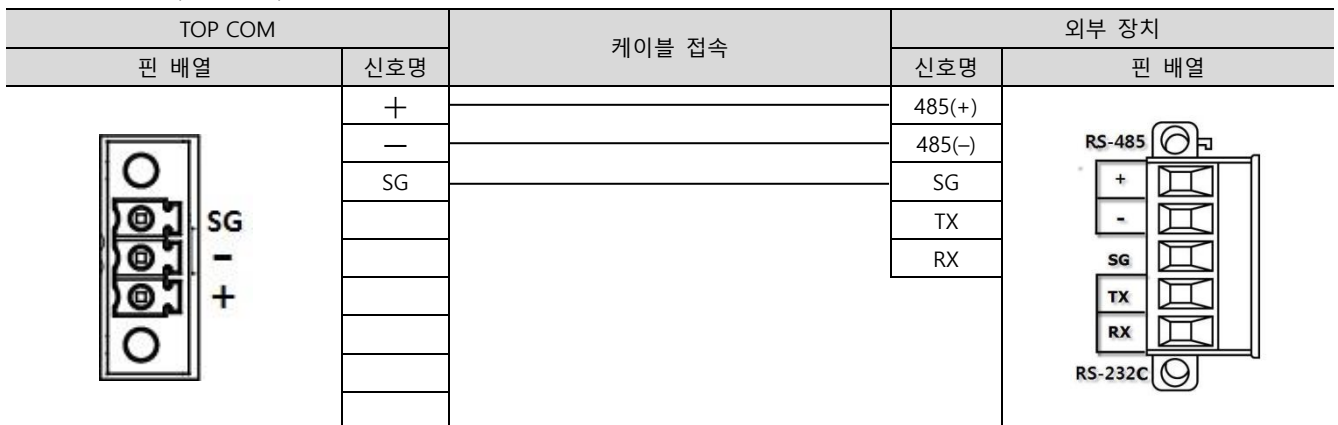 TOP COM 케이블 접속 외부 장치
핀 배열 신호명 신호명 핀 배열
+ 485(+)
— 485(–)
SG SG
TX
RX
SG
-
+
RS-485
+
-
SG
TX
RX
RS-232C